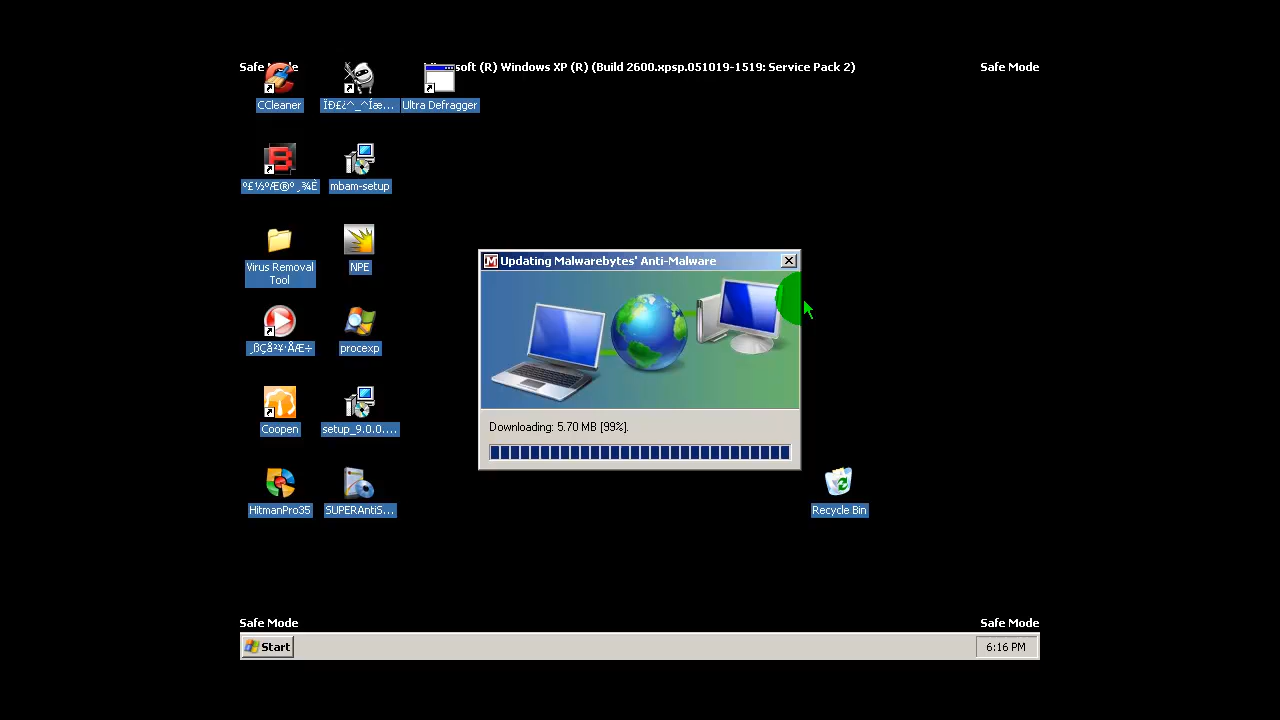 Safe Mode
soft (R) Windows XP (R) (Build 2600.xpsp.051019-1519: Service Pack 2)
Safe Mode
CCleaner
ÏÐ£¿^_^Íæ...
Ultra Defragger
mbam-setup
Virus Removal
Tool
NPE
procexp
Coopen
setup_9.0.0....
HitmanPro35
SUPERAntiS...
Updating Malwarebytes' Anti-Malware
Downloading: 5.70 MB [99%].
Recycle Bin
Safe Mode
Safe Mode
Start
6:16 PM